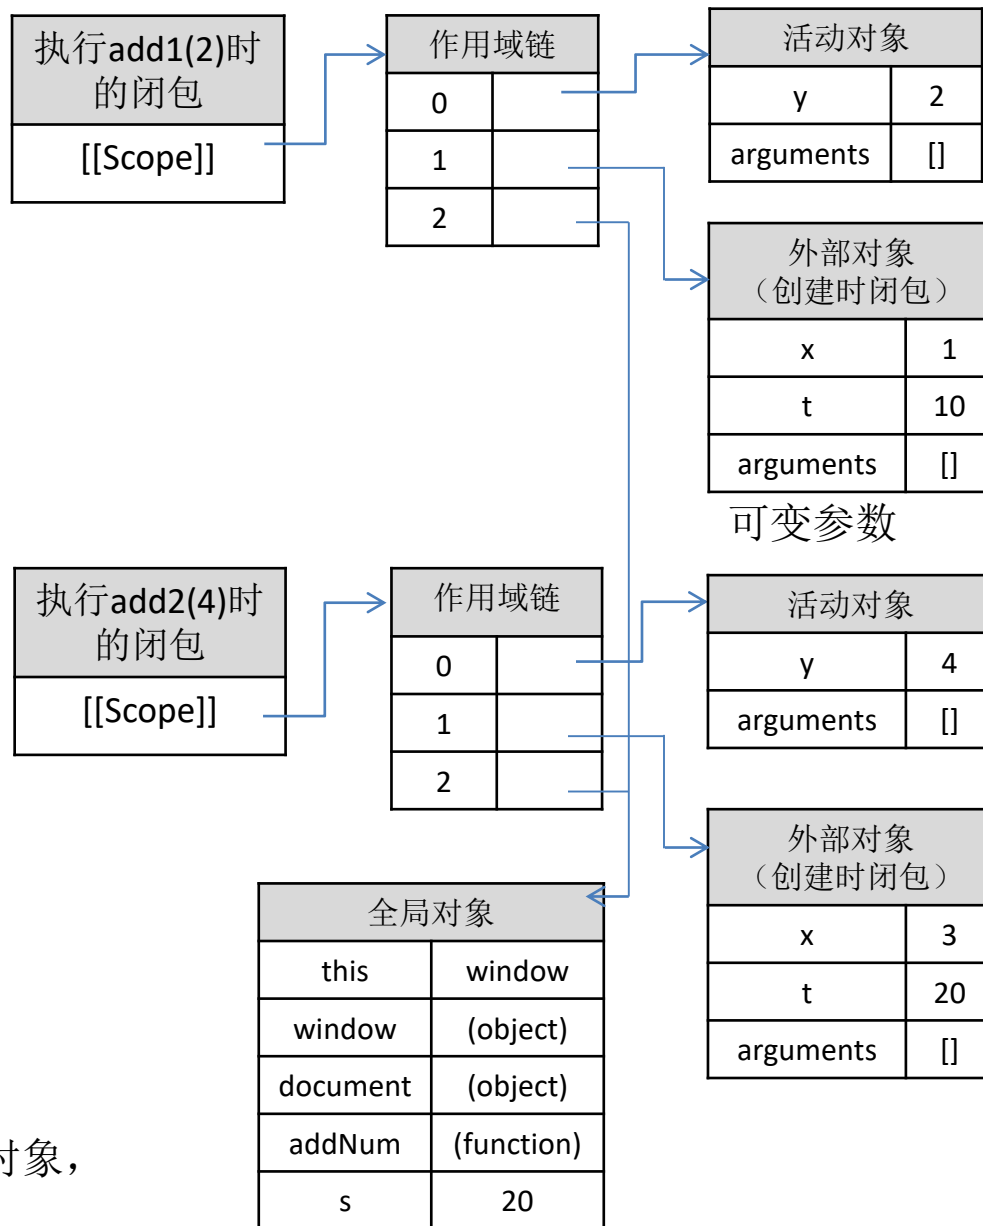 执行add1(2)时
的闭包
[[Scope]]
作用域链
0
1
2
活动对象
y 2
arguments []
外部对象
（创建时闭包）
x 1
t 10
arguments []
可变参数
执行add2(4)时
的闭包
[[Scope]]
作用域链
0
1
2
活动对象
y 4
arguments []
外部对象
（创建时闭包）
x 3
t 20
arguments []
全局对象
this window
window (object)
document (object)
addNum (function)
s 20
对象，